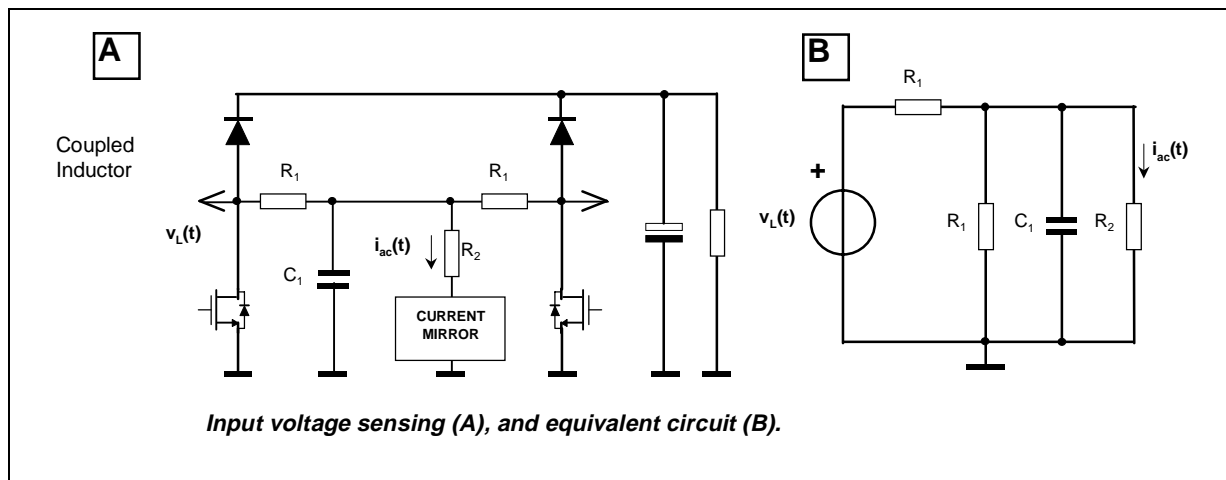 A
Coupled
Inductor
R₁
R₁
vL(t)
iac(t)
R₂
C₁
CURRENT
MIRROR
B
R₁
+
vL(t)
R₁
C₁
R₂
iac(t)
Input voltage sensing (A), and equivalent circuit (B).